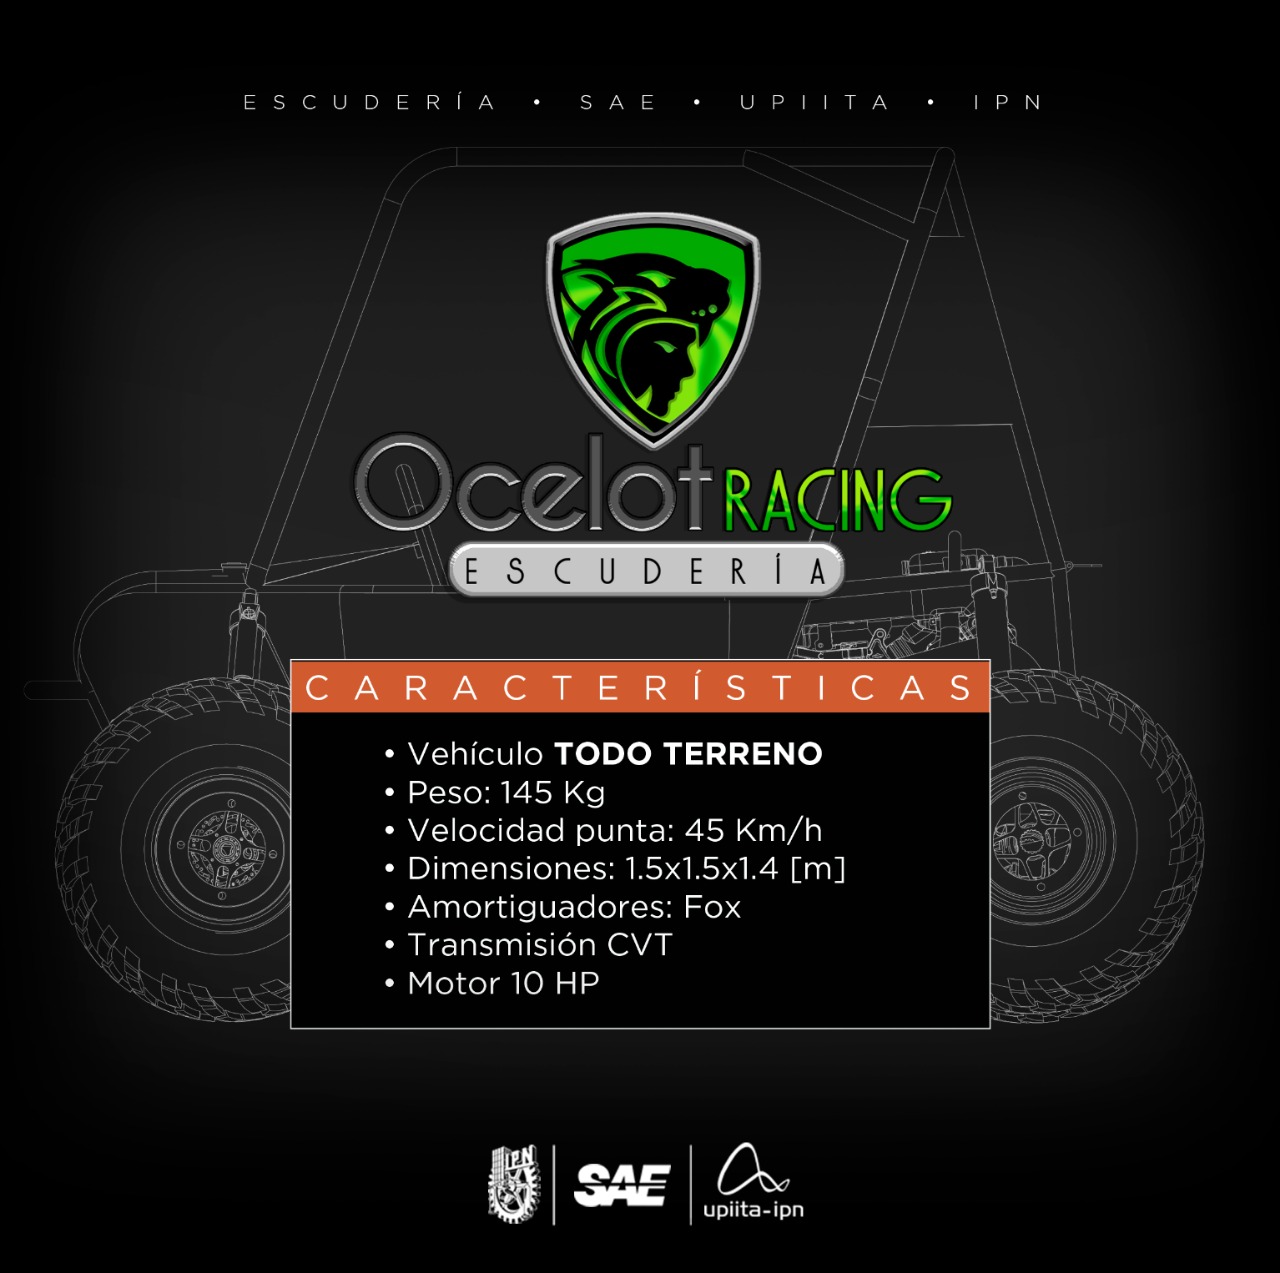 ESCUDERÍA • SAE • UPIITA • IPN
Ocelot RACING
ESCUDERÍA
CARACTERÍSTICAS
• Vehículo TODO TERRENO
• Peso: 145 Kg
• Velocidad punta: 45 Km/h
• Dimensiones: 1.5x1.5x1.4 [m]
• Amortiguadores: Fox
• Transmisión CVT
• Motor 10 HP
IPN
SAE
upiita-ipn